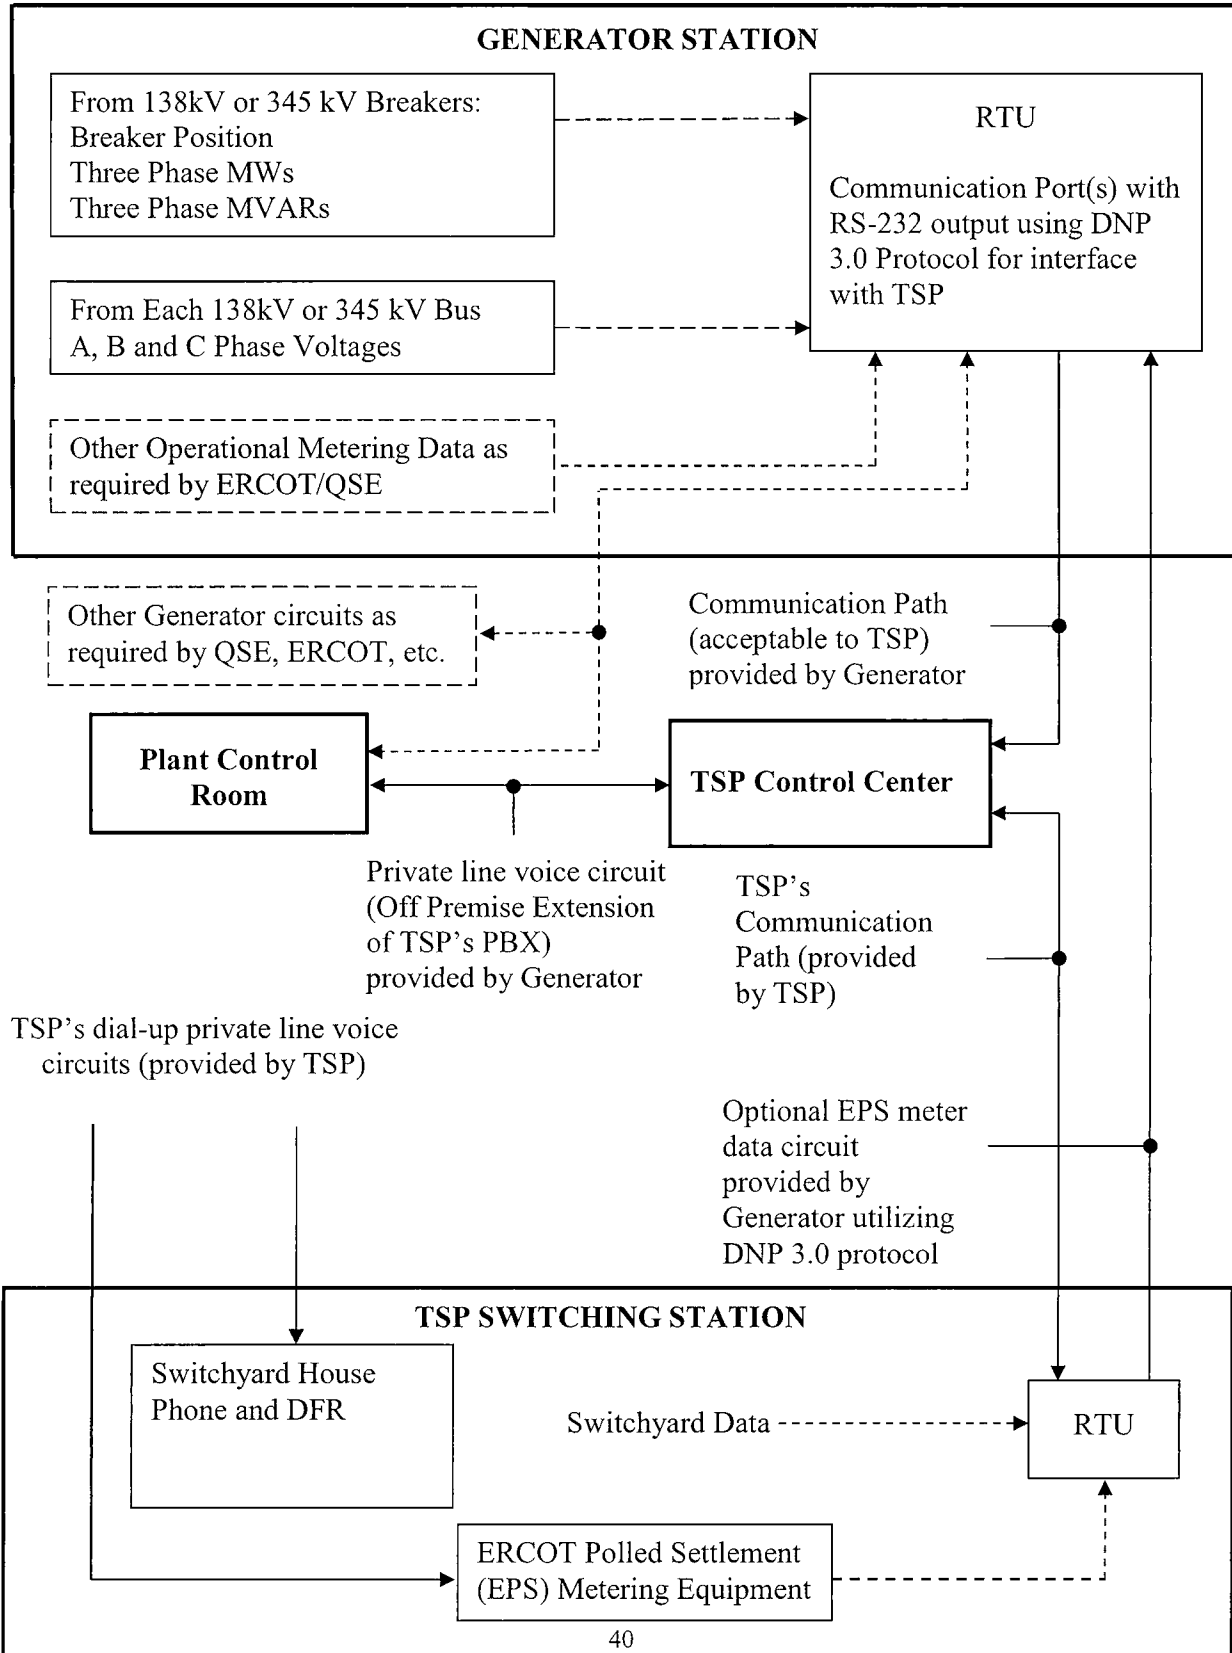 GENERATOR STATION
From 138kV or 345 kV Breakers:
Breaker Position
Three Phase MWs
Three Phase MVARs
RTU
Communication Port(s) with
RS-232 output using DNP
3.0 Protocol for interface
with TSP
From Each 138kV or 345 kV Bus
A, B and C Phase Voltages
Other Operational Metering Data as
required by ERCOT/QSE
Other Generator circuits as
required by QSE, ERCOT, etc.
Communication Path
(acceptable to TSP)
provided by Generator
Plant Control
Room
TSP Control Center
Private line voice circuit
(Off Premise Extension
of TSP's PBX)
provided by Generator
TSP's
Communication
Path (provided
by TSP)
TSP's dial-up private line voice
circuits (provided by TSP)
Optional EPS meter
data circuit
provided by
Generator utilizing
DNP 3.0 protocol
TSP SWITCHING STATION
Switchyard House
Phone and DFR
Switchyard Data
RTU
ERCOT Polled Settlement
(EPS) Metering Equipment
40